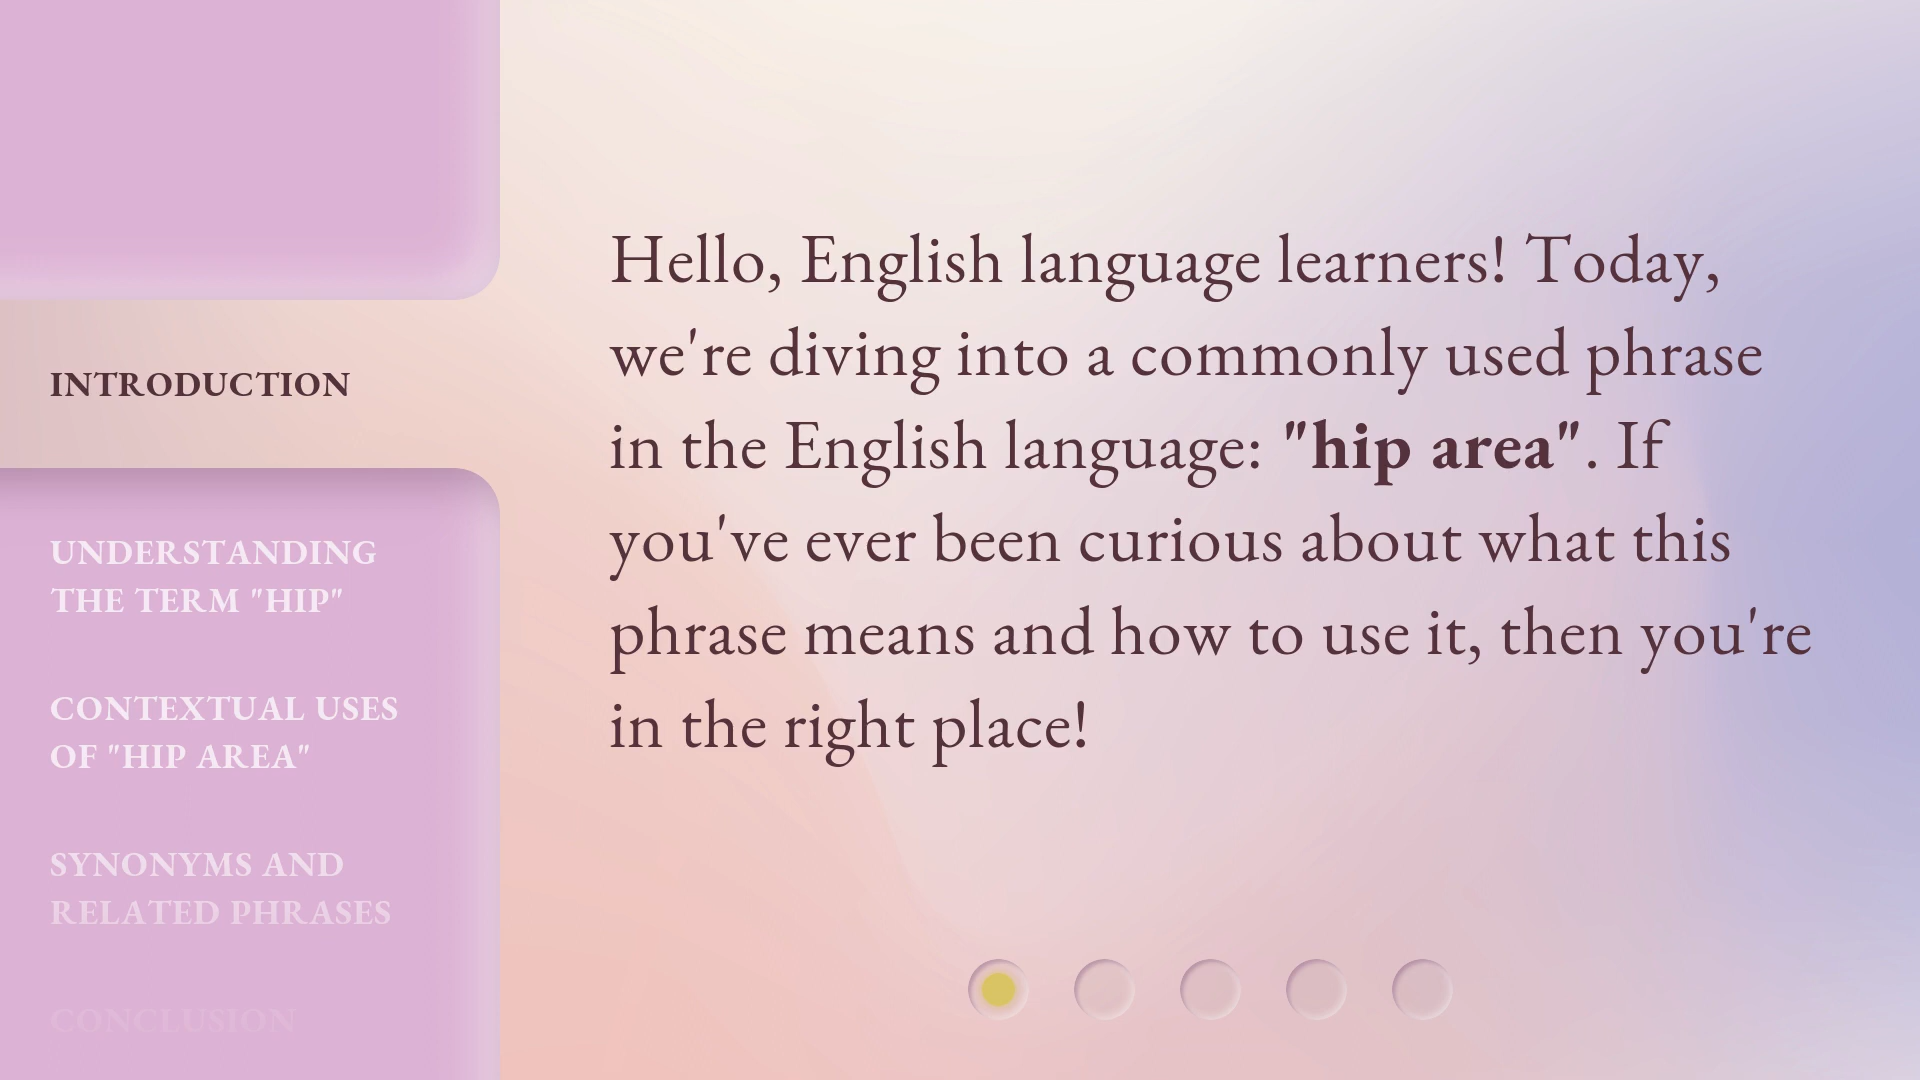 INTRODUCTION
UNDERSTANDING
THE TERM "HIP"
CONTEXTUAL USES
OF "HIP AREA"
SYNONYMS AND
RELATED PHRASES
CONCLUSION
Hello, English language learners! Today,
we're diving into a commonly used phrase
in the English language: "hip area". If
you've ever been curious about what this
phrase means and how to use it, then you're
in the right place!